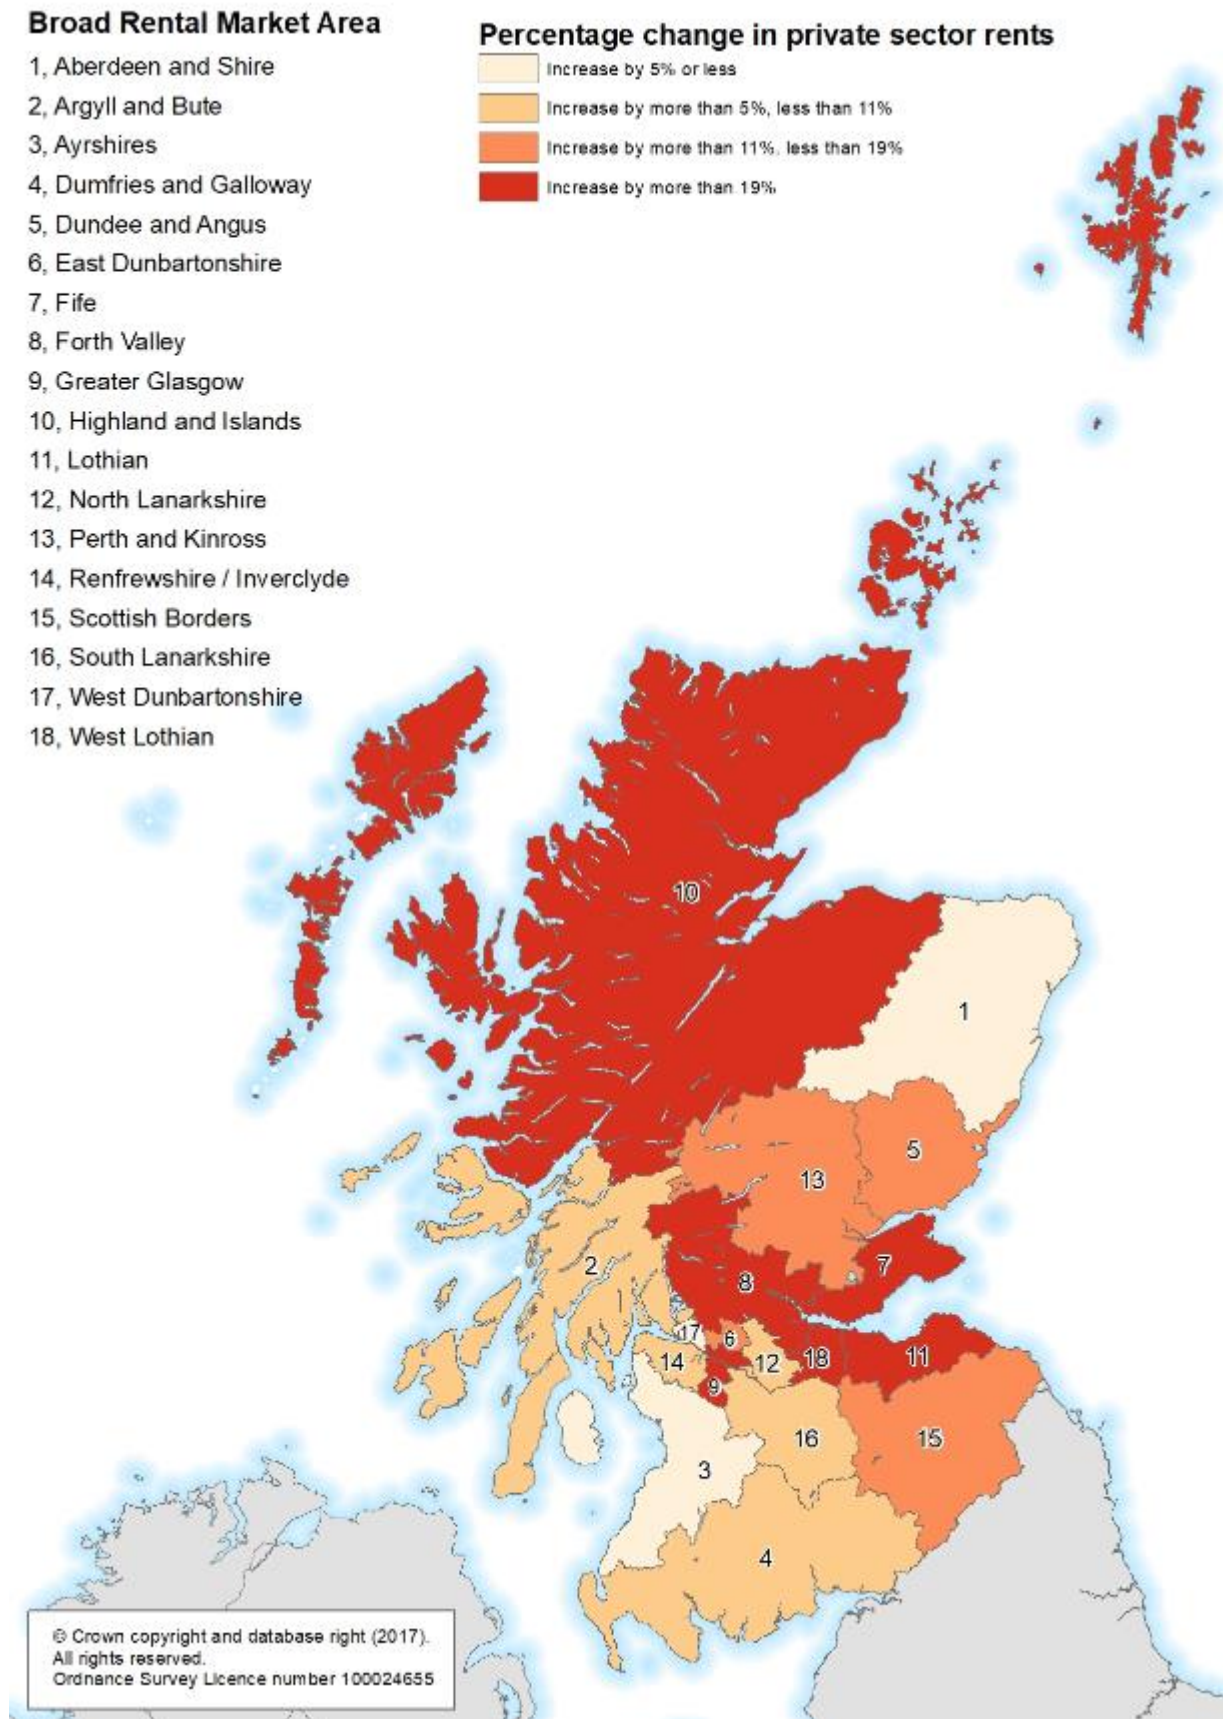 Broad Rental Market Area
1, Aberdeen and Shire
2, Argyll and Bute
3, Ayrshires
4, Dumfries and Galloway
5, Dundee and Angus
6, East Dunbartonshire
7, Fife
8, Forth Valley
9, Greater Glasgow
10, Highland and Islands
11, Lothian
12, North Lanarkshire
13, Perth and Kinross
14, Renfrewshire / Inverclyde
15, Scottish Borders
16, South Lanarkshire
17, West Dunbartonshire
18, West Lothian
Percentage change in private sector rents
Increase by 5% or less
Increase by more than 5%, less than 11%
Increase by more than 11%, less than 19%
Increase by more than 19%
10
1
5
13
2
7
8
17
6
14
12
18
11
9
16
15
3
4
© Crown copyright and database right (2017).
All rights reserved.
Ordnance Survey Licence number 100024655